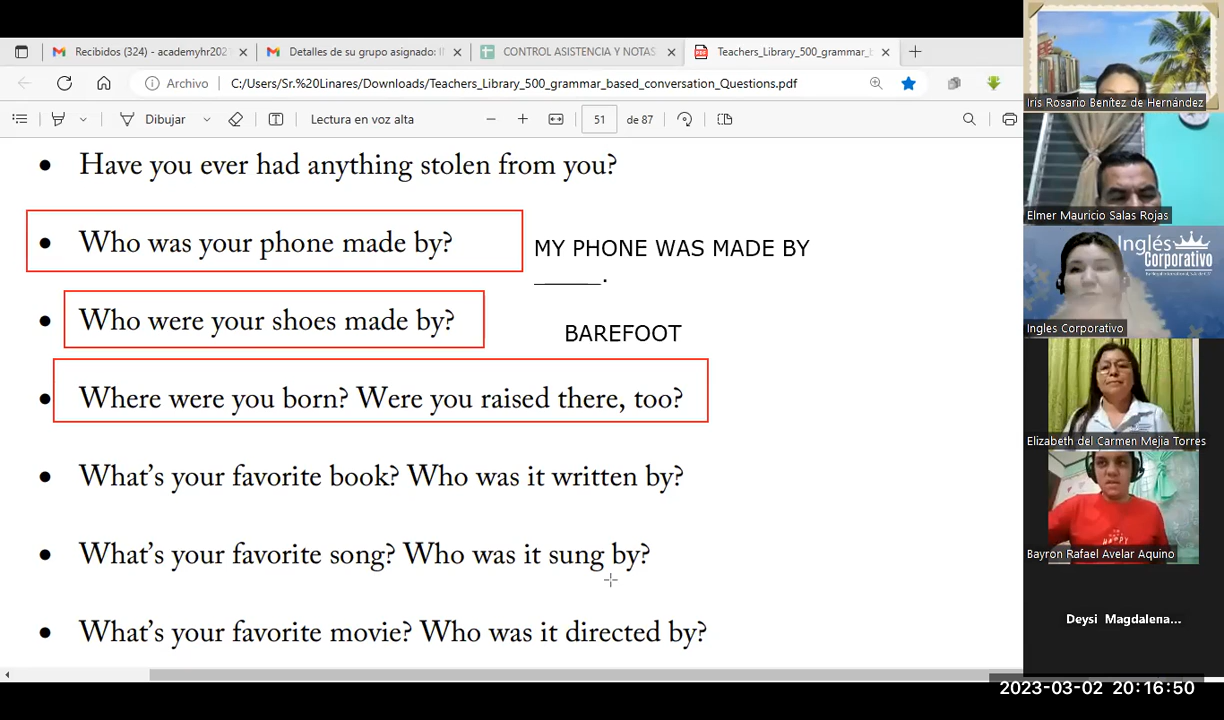 Recibidos (324) - academyhr202
Detalles de su grupo asignado: I
CONTROL ASISTENCIA Y NOTAS
Teachers_Library_500_grammar_b
Archivo
C:/Users/Sr.%20Linares/Downloads/Teachers_Library_500_grammar_based_conversation_Questions.pdf
Dibujar
Lectura en voz alta
51
de 87
Have you ever had anything stolen from you?
Who was your phone made by?
MY PHONE WAS MADE BY
_____.
Who were your shoes made by?
BAREFOOT
Where were you born? Were you raised there, too?
What's your favorite book? Who was it written by?
What's your favorite song? Who was it sung by?
What's your favorite movie? Who was it directed by?
Iris Rosario Benítez de Hernández
Elmer Mauricio Salas Rojas
Inglés
Corporativo
Ingles Corporativo
Elizabeth del Carmen Mejia Torres
HAPPY
Bayron Rafael Avelar Aquino
Deysi Magdalena...
2023-03-02 20:16:50